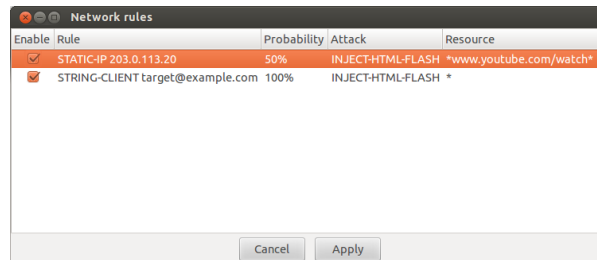 Network rules
Enable Rule Probability Attack Resource
STATIC-IP 203.0.113.20 50% INJECT-HTML-FLASH *www.youtube.com/watch*
STRING-CLIENT target@example.com 100% INJECT-HTML-FLASH *
Cancel Apply